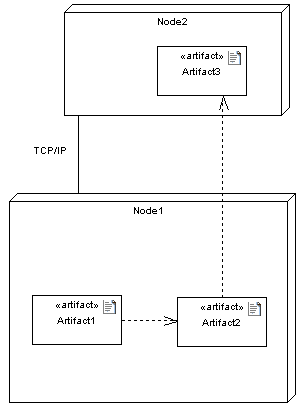 Node2
«artifact»
Artifact3
TCP/IP
Node1
«artifact»
Artifact1
«artifact»
Artifact2